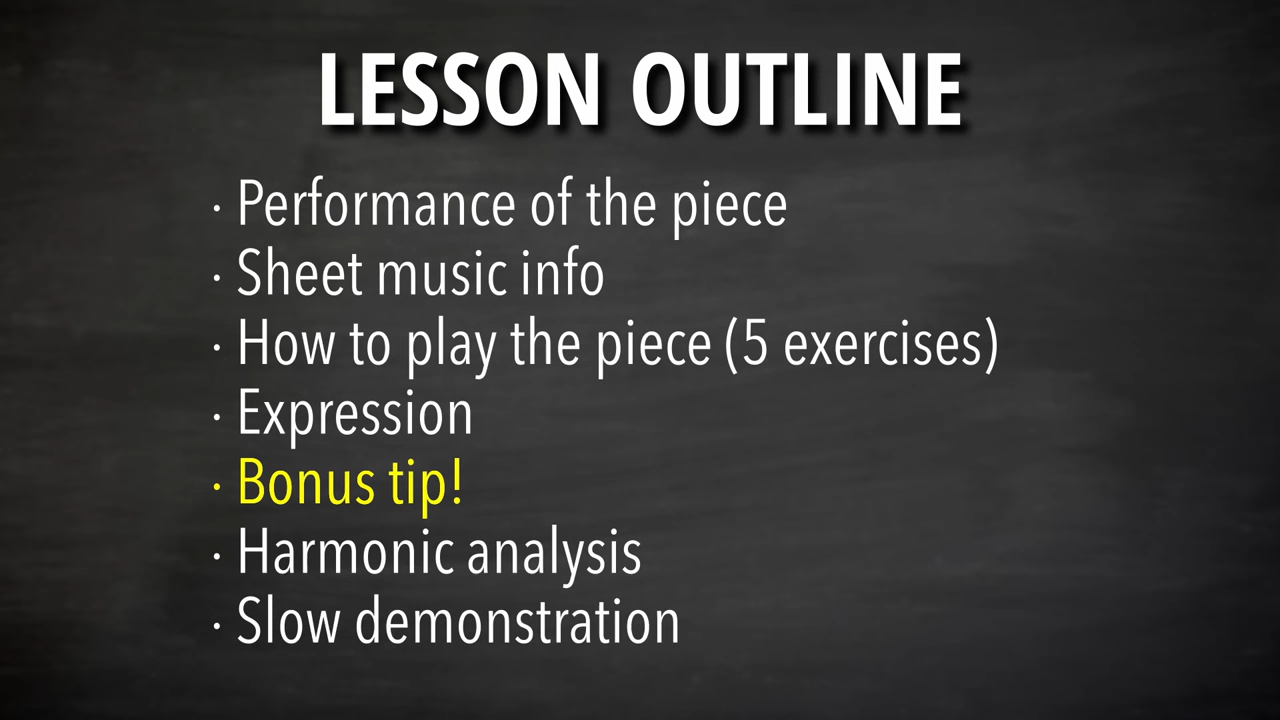 LESSON OUTLINE
· Performance of the piece
· Sheet music info
· How to play the piece (5 exercises)
· Expression
· Bonus tip!
· Harmonic analysis
· Slow demonstration